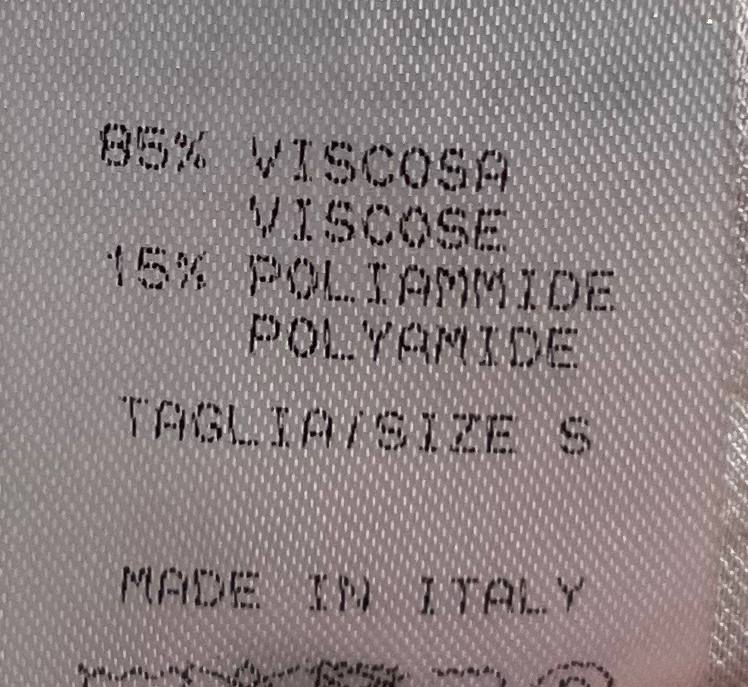 85% VISCOSA
VISCOSE
15% POLIAMMIDE
POLYAMIDE
TAGLIA/SIZE S
MADE IN ITALY